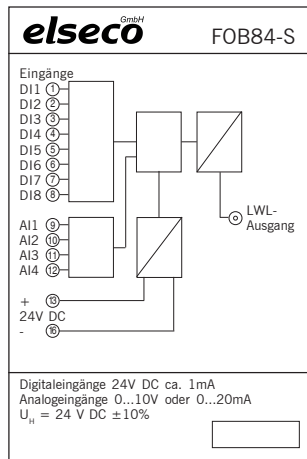 elseco GmbH
FOB84-S
Eingänge
DI1 1
DI2 2
DI3 3
DI4 4
DI5 5
DI6 6
DI7 7
DI8 8
LWL-
Ausgang
AI1 9
AI2 10
AI3 11
AI4 12
+ 13
24V DC
- 16
Digitaleingänge 24V DC ca. 1mA
Analogeingänge 0...10V oder 0...20mA
U_H = 24 V DC ±10%